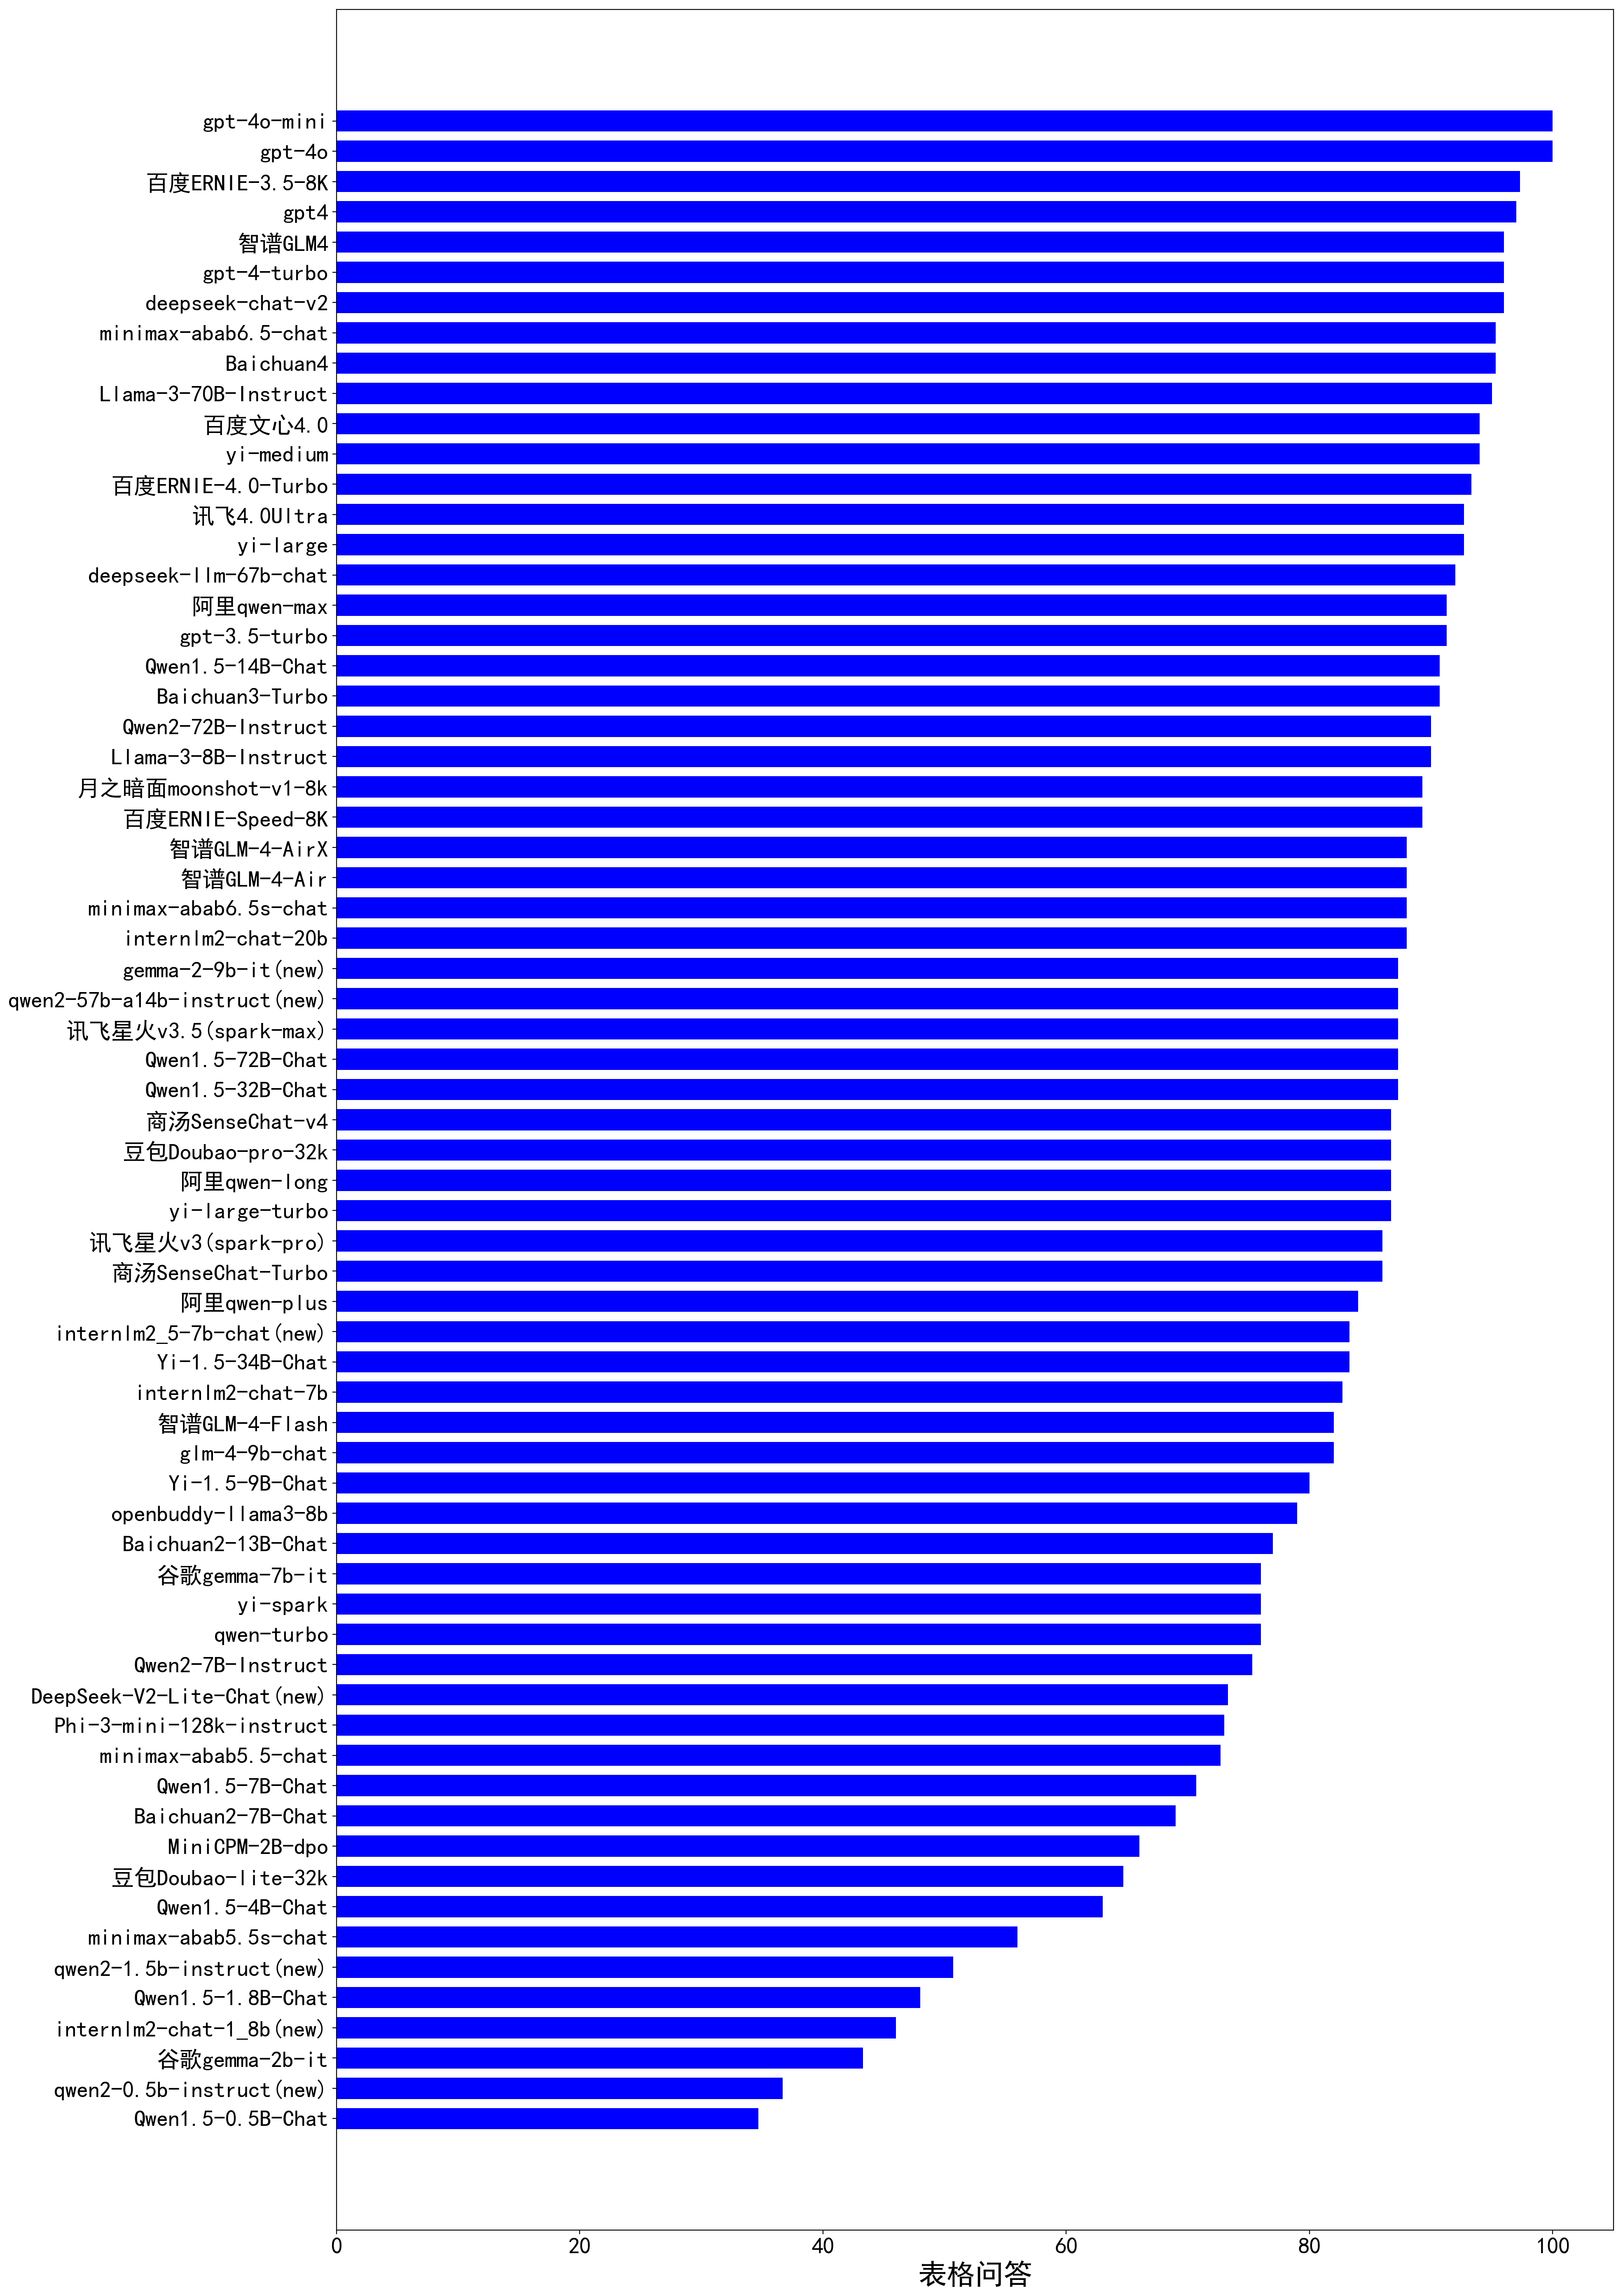 gpt-4o-mini
gpt-4o
百度ERNIE-3.5-8K
gpt4
智谱GLM4
gpt-4-turbo
deepseek-chat-v2
minimax-abab6.5-chat
Baichuan4
Llama-3-70B-Instruct
百度文心4.0
yi-medium
百度ERNIE-4.0-Turbo
讯飞4.0Ultra
yi-large
deepseek-llm-67b-chat
阿里qwen-max
gpt-3.5-turbo
Qwen1.5-14B-Chat
Baichuan3-Turbo
Qwen2-72B-Instruct
Llama-3-8B-Instruct
月之暗面moonshot-v1-8k
百度ERNIE-Speed-8K
智谱GLM-4-AirX
智谱GLM-4-Air
minimax-abab6.5s-chat
internlm2-chat-20b
gemma-2-9b-it(new)
qwen2-57b-a14b-instruct(new)
讯飞星火v3.5(spark-max)
Qwen1.5-72B-Chat
Qwen1.5-32B-Chat
商汤SenseChat-v4
豆包Doubao-pro-32k
阿里qwen-long
yi-large-turbo
讯飞星火v3(spark-pro)
商汤SenseChat-Turbo
阿里qwen-plus
internlm2_5-7b-chat(new)
Yi-1.5-34B-Chat
internlm2-chat-7b
智谱GLM-4-Flash
glm-4-9b-chat
Yi-1.5-9B-Chat
openbuddy-llama3-8b
Baichuan2-13B-Chat
谷歌gemma-7b-it
yi-spark
qwen-turbo
Qwen2-7B-Instruct
DeepSeek-V2-Lite-Chat(new)
Phi-3-mini-128k-instruct
minimax-abab5.5-chat
Qwen1.5-7B-Chat
Baichuan2-7B-Chat
MiniCPM-2B-dpo
豆包Doubao-lite-32k
Qwen1.5-4B-Chat
minimax-abab5.5s-chat
qwen2-1.5b-instruct(new)
Qwen1.5-1.8B-Chat
internlm2-chat-1_8b(new)
谷歌gemma-2b-it
qwen2-0.5b-instruct(new)
Qwen1.5-0.5B-Chat
0 20 40 60 80 100
表格问答